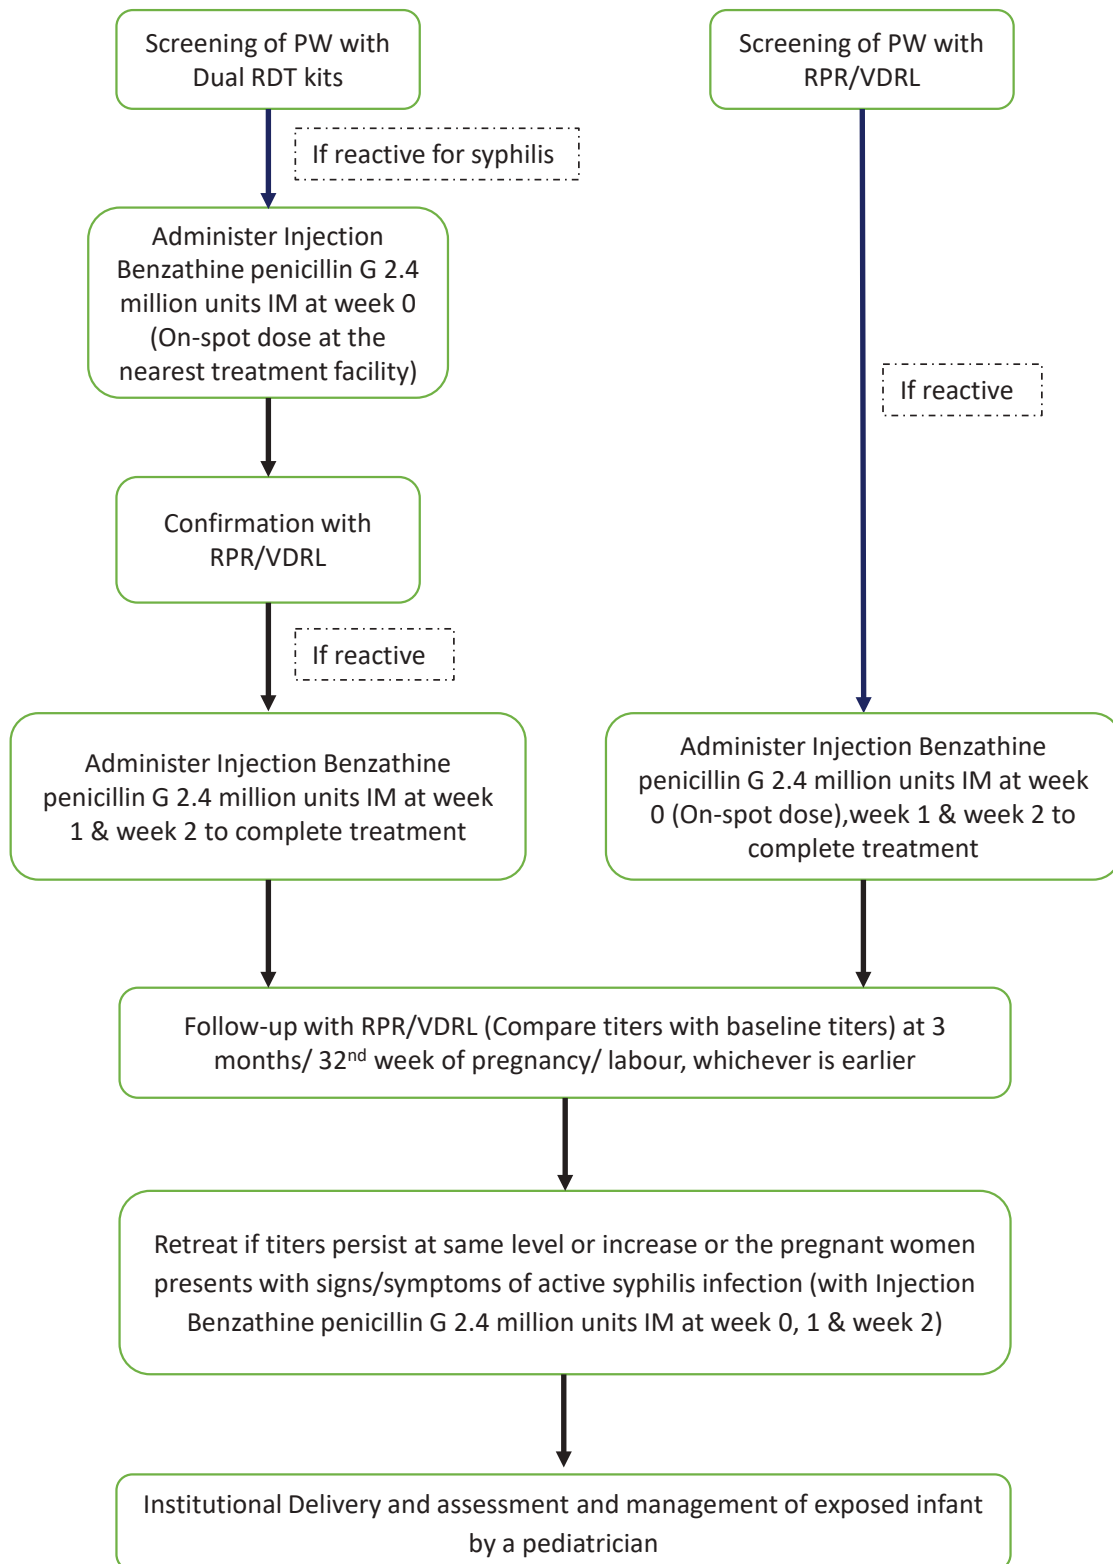 Screening of PW with
Dual RDT kits
Screening of PW with
RPR/VDRL
If reactive for syphilis
Administer Injection
Benzathine penicillin G 2.4
million units IM at week 0
(On-spot dose at the
nearest treatment facility)
If reactive
Confirmation with
RPR/VDRL
If reactive
Administer Injection Benzathine
penicillin G 2.4 million units IM at week
1 & week 2 to complete treatment
Administer Injection Benzathine
penicillin G 2.4 million units IM at week
0 (On-spot dose),week 1 & week 2 to
complete treatment
Follow-up with RPR/VDRL (Compare titers with baseline titers) at 3
months/ 32nd week of pregnancy/ labour, whichever is earlier
Retreat if titers persist at same level or increase or the pregnant women
presents with signs/symptoms of active syphilis infection (with Injection
Benzathine penicillin G 2.4 million units IM at week 0, 1 & week 2)
Institutional Delivery and assessment and management of exposed infant
by a pediatrician